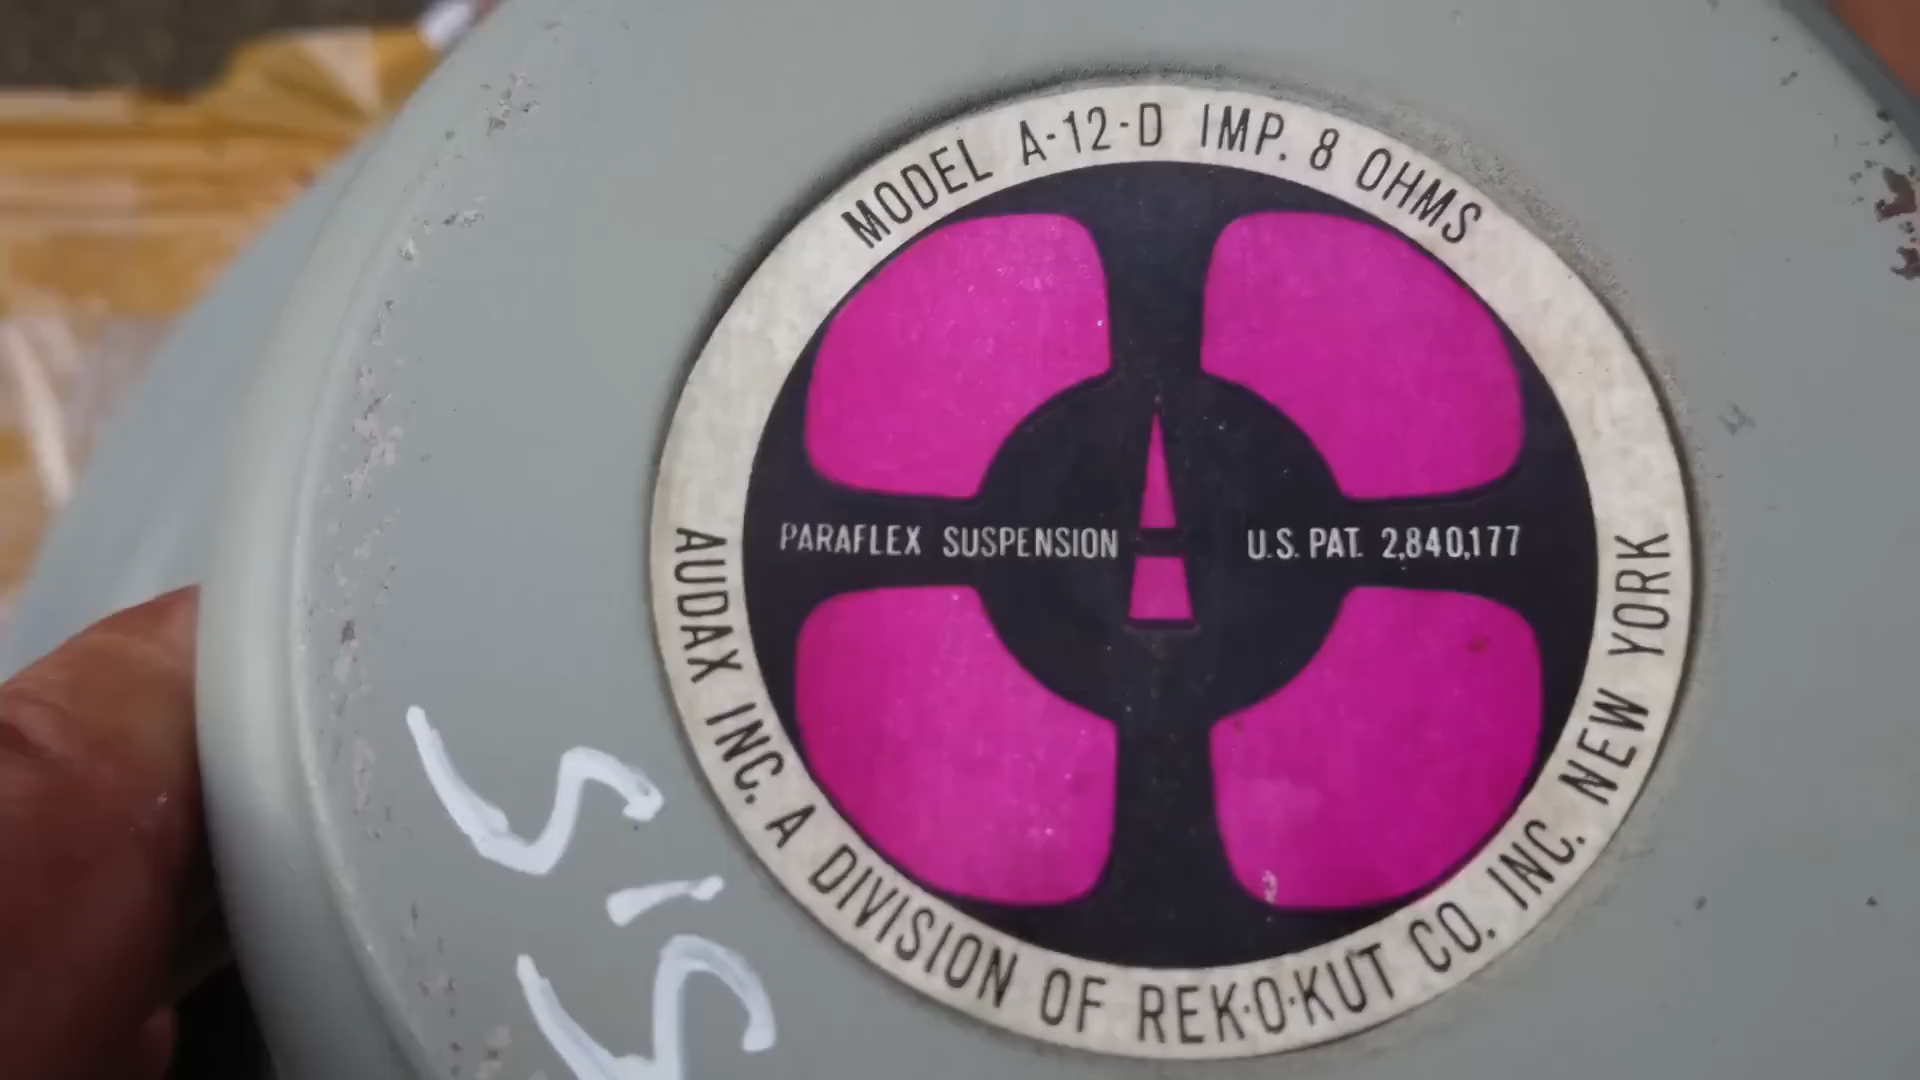 MODEL A-12-D IMP. 8 OHMS
PARAFLEX SUSPENSION U.S. PAT. 2,840,177
AUDAX INC. A DIVISION OF REK-O-KUT CO. INC. NEW YORK